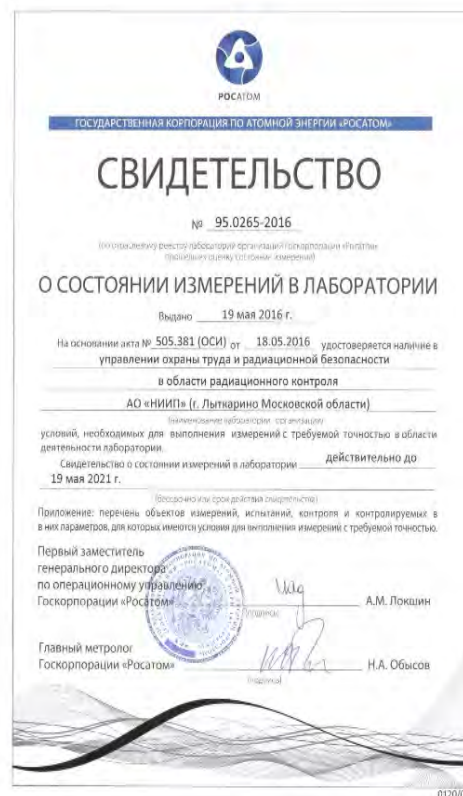 РОСАТОМ
ГОСУДАРСТВЕННАЯ КОРПОРАЦИЯ ПО АТОМНОЙ ЭНЕРГИИ «РОСАТОМ»
СВИДЕТЕЛЬСТВО
№ 95.0265-2016
О СОСТОЯНИИ ИЗМЕРЕНИЙ В ЛАБОРАТОРИИ
Выдано 19 мая 2016 г.
На основании акта № 505.381 (ОСИ) от 18.05.2016 удостоверяется наличие в
управлении охраны труда и радиационной безопасности
в области радиационного контроля
АО «НИИП» (г. Лыткарино Московской области)
(наименование лаборатории, организации)
условий, необходимых для выполнения измерений с требуемой точностью в области
деятельности лаборатории.
Свидетельство о состоянии измерений в лаборатории действительно до
19 мая 2021 г.
(бессрочно или срок действия свидетельства)
Приложение: перечень объектов измерений, испытаний, контроля и контролируемых в
в них параметров, для которых имеются условия для выполнения измерений с требуемой точностью.
Первый заместитель
генерального директора
по операционному управлению
Госкорпорации «Росатом» А.М. Локшин
(подпись)
Главный метролог
Госкорпорации «Росатом» Н.А. Обысов
(подпись)